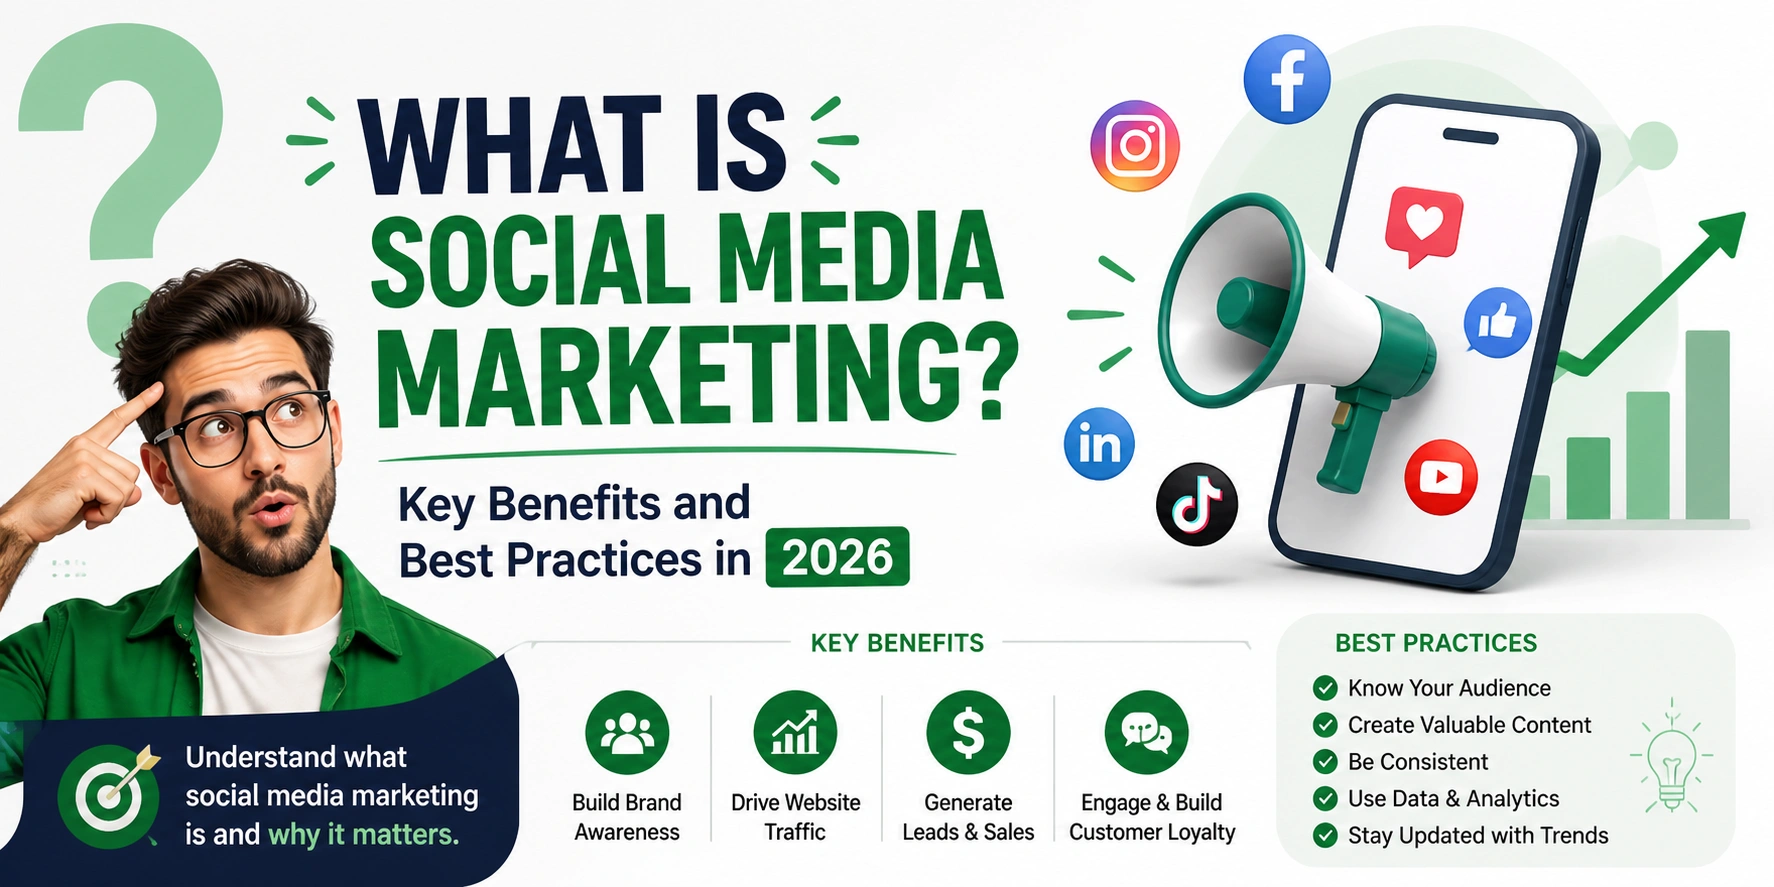 WHAT IS
SOCIAL MEDIA
MARKETING?
Key Benefits and
Best Practices in 2026
Understand what
social media marketing
is and why it matters.
KEY BENEFITS
Build Brand
Awareness
Drive Website
Traffic
Generate
Leads & Sales
Engage & Build
Customer Loyalty
BEST PRACTICES
Know Your Audience
Create Valuable Content
Be Consistent
Use Data & Analytics
Stay Updated with Trends
in